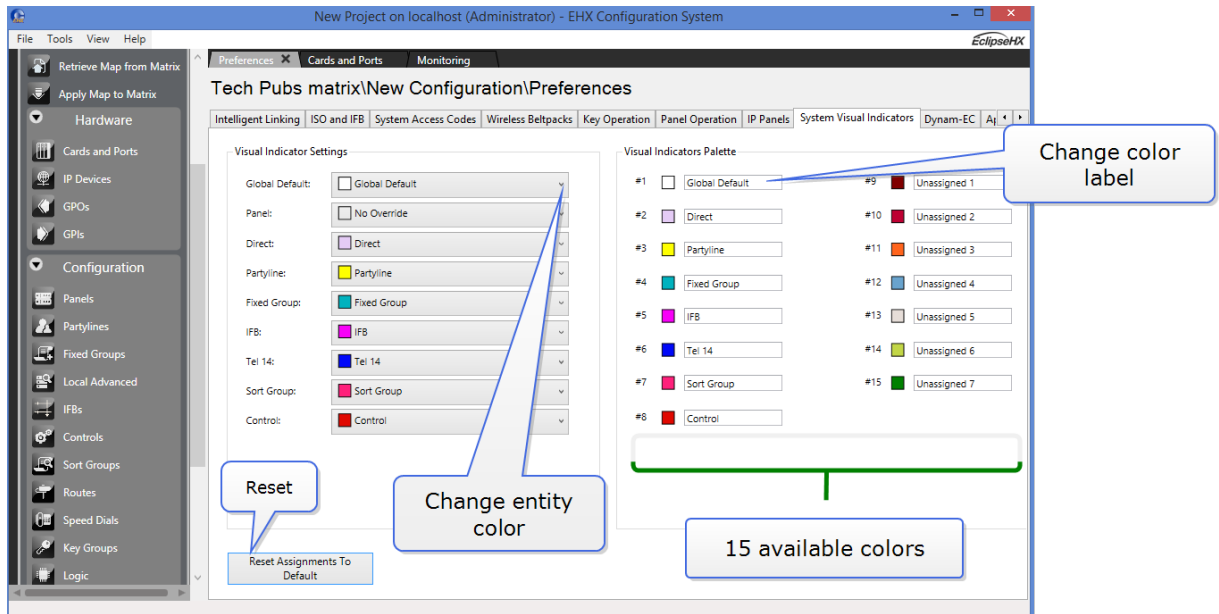 New Project on localhost (Administrator) - EHX Configuration System
File Tools View Help
EclipseHX
Retrieve Map from Matrix
Apply Map to Matrix
Hardware
Cards and Ports
IP Devices
GPOs
GPIs
Configuration
Panels
Partylines
Fixed Groups
Local Advanced
IFBs
Controls
Sort Groups
Routes
Speed Dials
Key Groups
Logic
Preferences X Cards and Ports Monitoring
Tech Pubs matrix\New Configuration\Preferences
Intelligent Linking ISO and IFB System Access Codes Wireless Beltpacks Key Operation Panel Operation IP Panels System Visual Indicators Dynam-EC
Visual Indicator Settings
Global Default: Global Default
Panel: No Override
Direct: Direct
Partyline: Partyline
Fixed Group: Fixed Group
IFB: IFB
Tel 14: Tel 14
Sort Group: Sort Group
Control: Control
Reset
Reset Assignments To
Default
Change entity
color
Visual Indicators Palette
#1 Global Default
#2 Direct
#3 Partyline
#4 Fixed Group
#5 IFB
#6 Tel 14
#7 Sort Group
#8 Control
#9 Unassigned 1
#10 Unassigned 2
#11 Unassigned 3
#12 Unassigned 4
#13 Unassigned 5
#14 Unassigned 6
#15 Unassigned 7
Change color
label
15 available colors